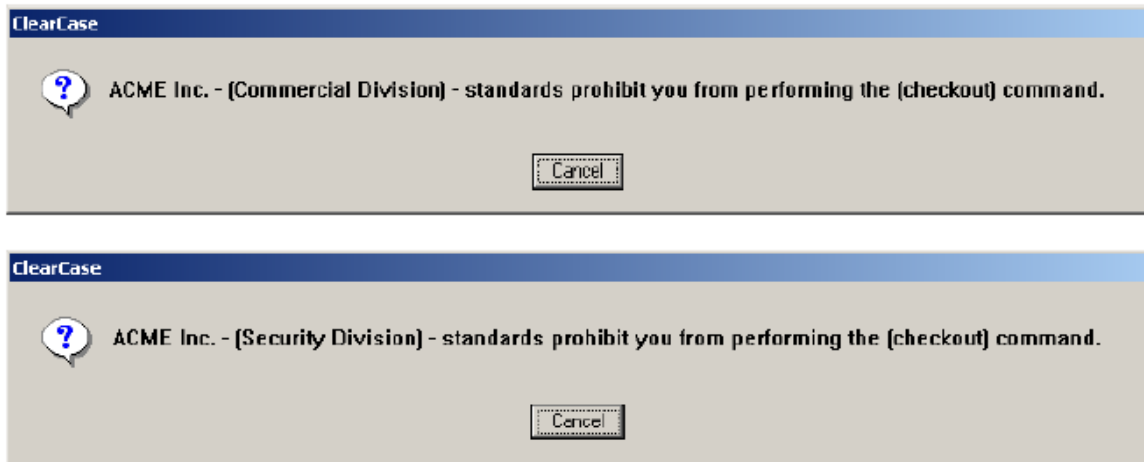 ClearCase
ACME Inc. - (Commercial Division) - standards prohibit you from performing the (checkout) command.
Cancel
ClearCase
ACME Inc. - (Security Division) - standards prohibit you from performing the (checkout) command.
Cancel